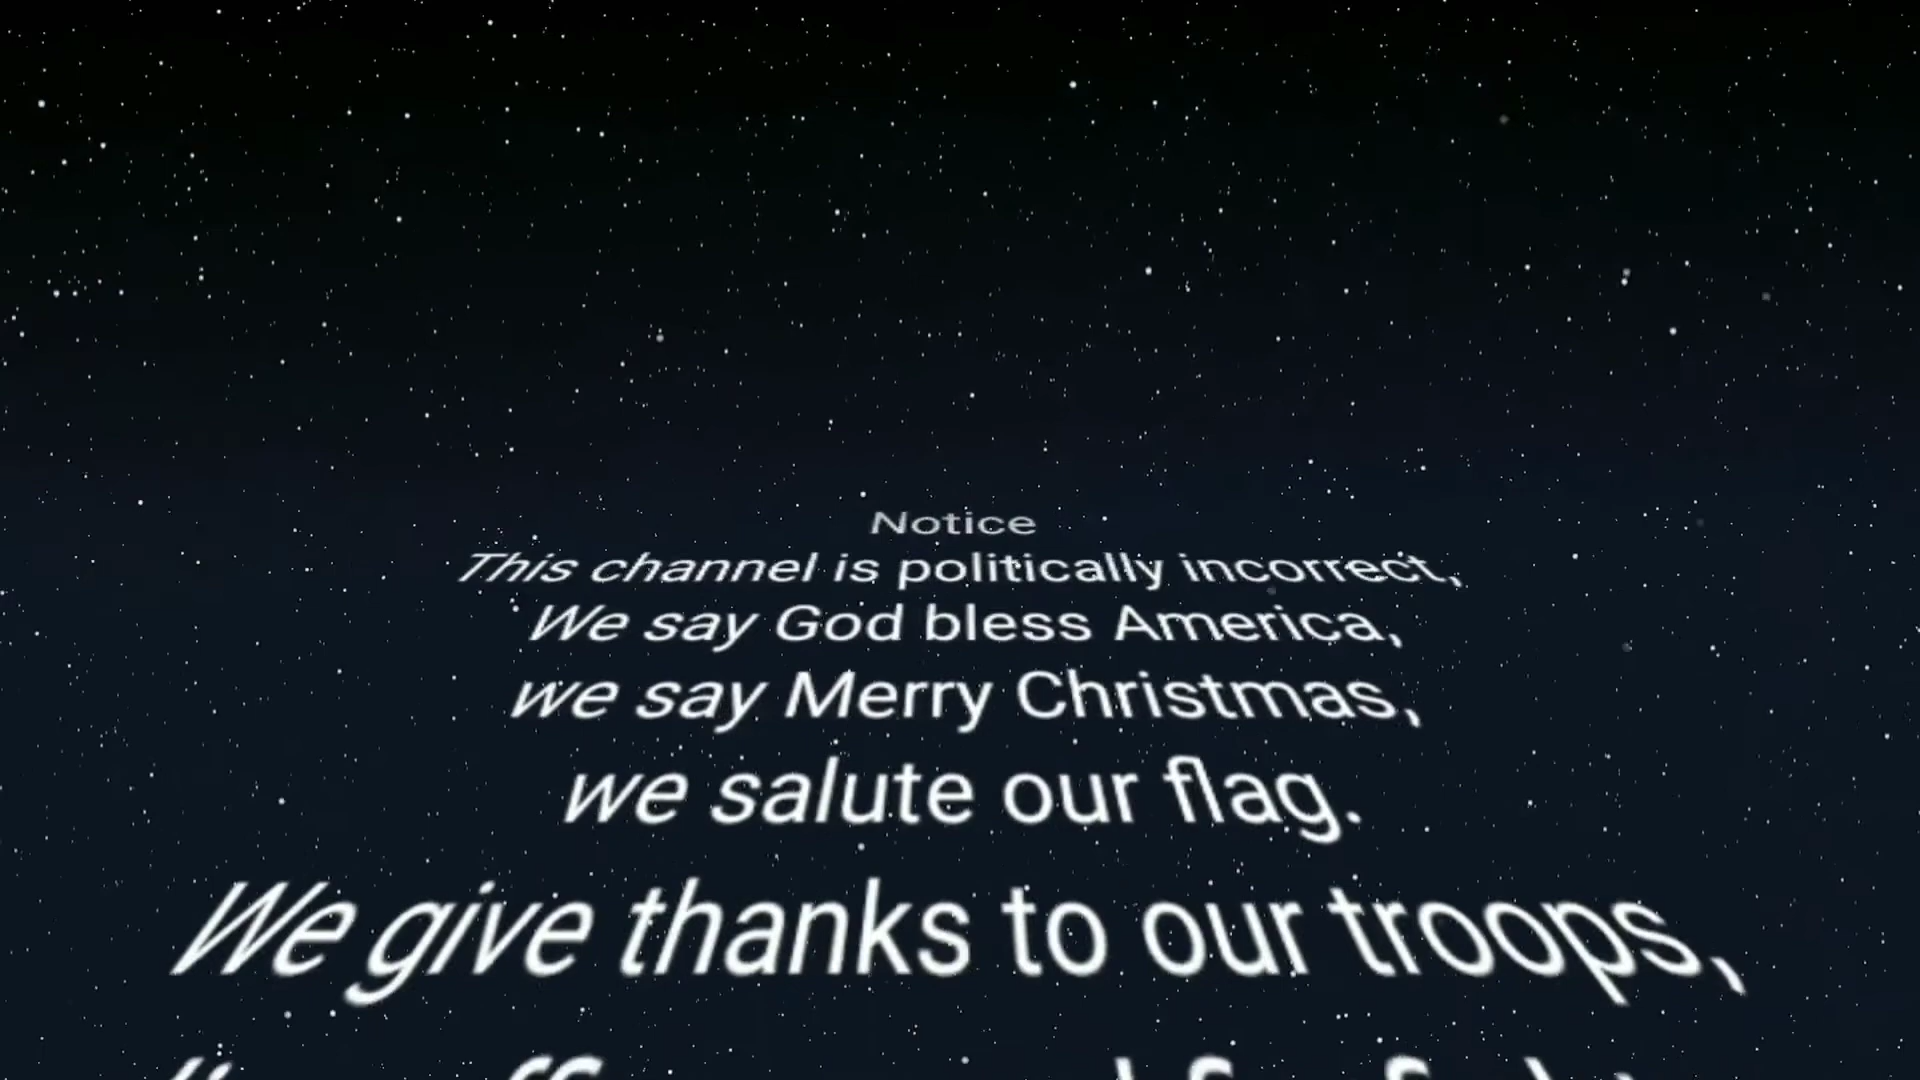 Notice
This channel is politically incorrect,
We say God bless America,
we say Merry Christmas,
we salute our flag.
We give thanks to our troops,